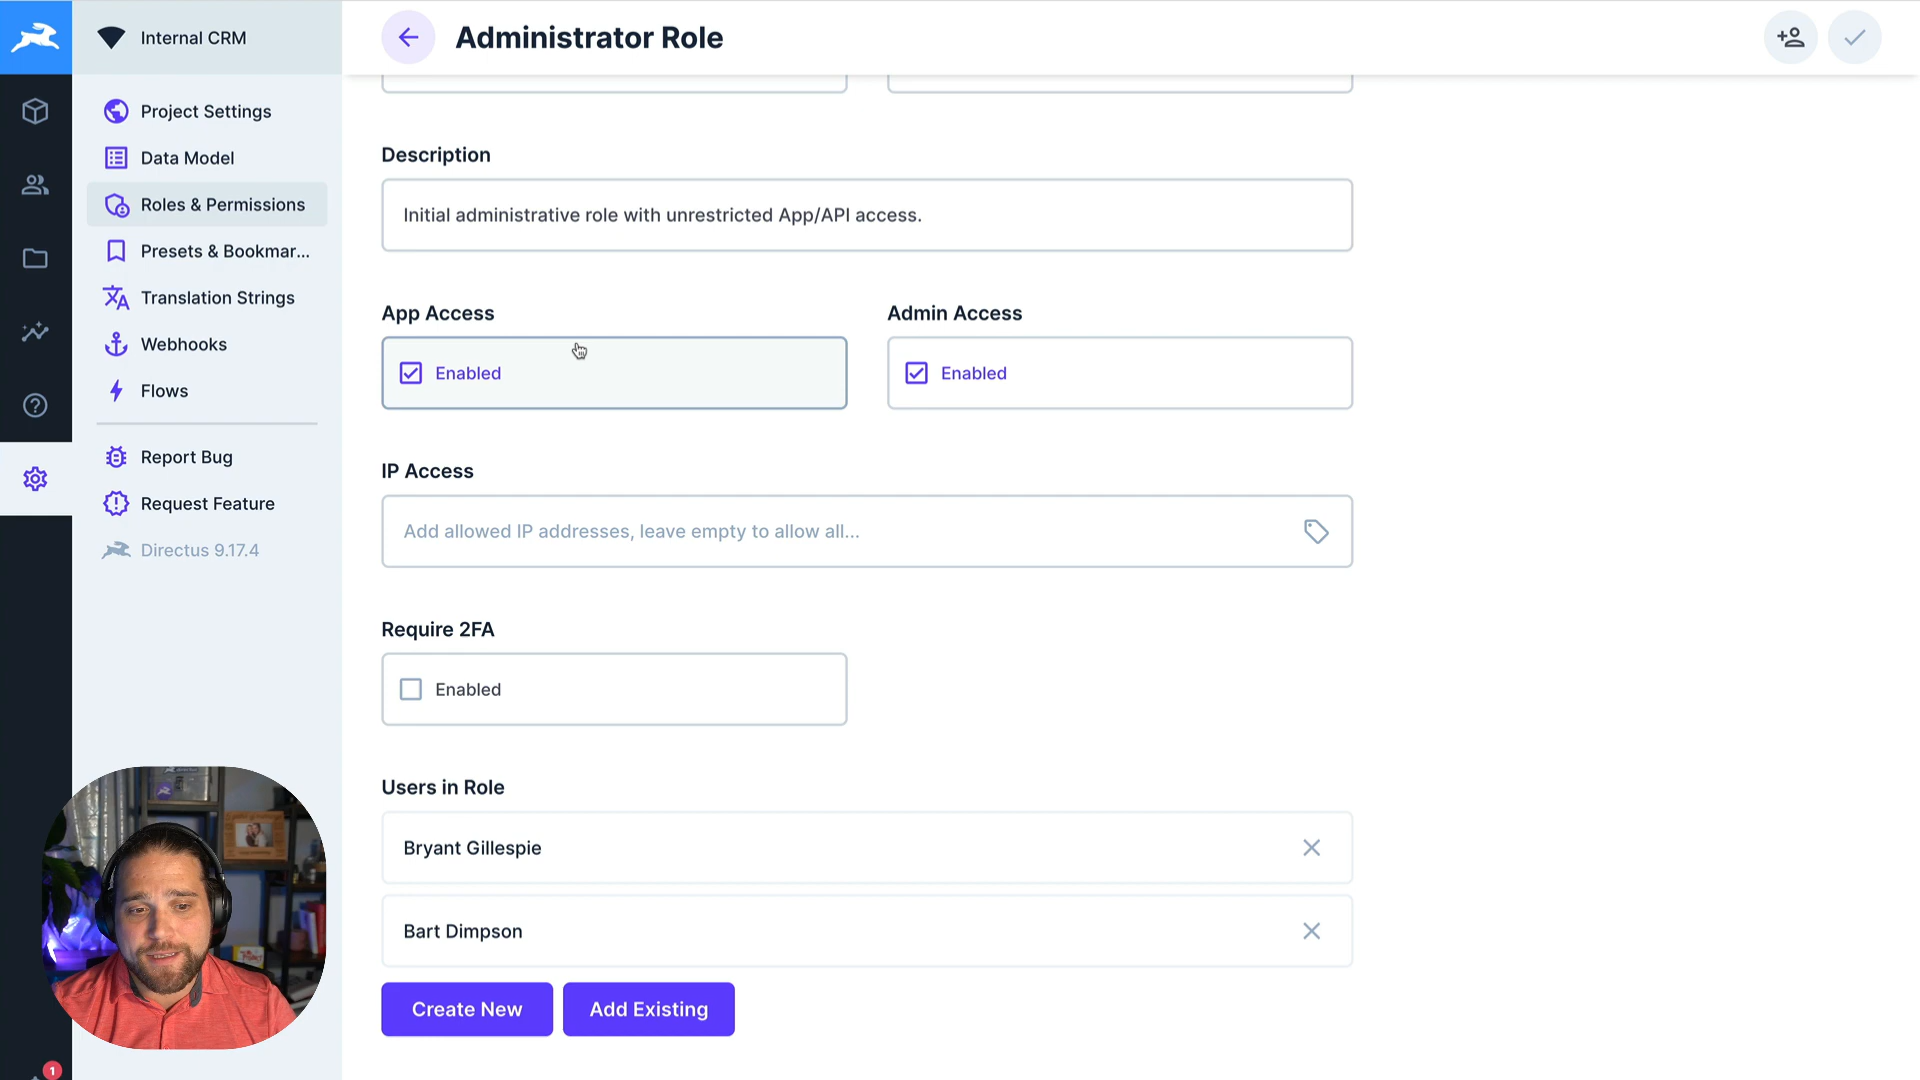 Internal CRM
Administrator Role
Project Settings
Data Model
Roles & Permissions
Presets & Bookmar...
Translation Strings
Webhooks
Flows
Report Bug
Request Feature
Directus 9.17.4
Description
Initial administrative role with unrestricted App/API access.
App Access
Admin Access
Enabled
Enabled
IP Access
Add allowed IP addresses, leave empty to allow all...
Require 2FA
Enabled
Users in Role
Bryant Gillespie
Bart Dimpson
Create New
Add Existing
1